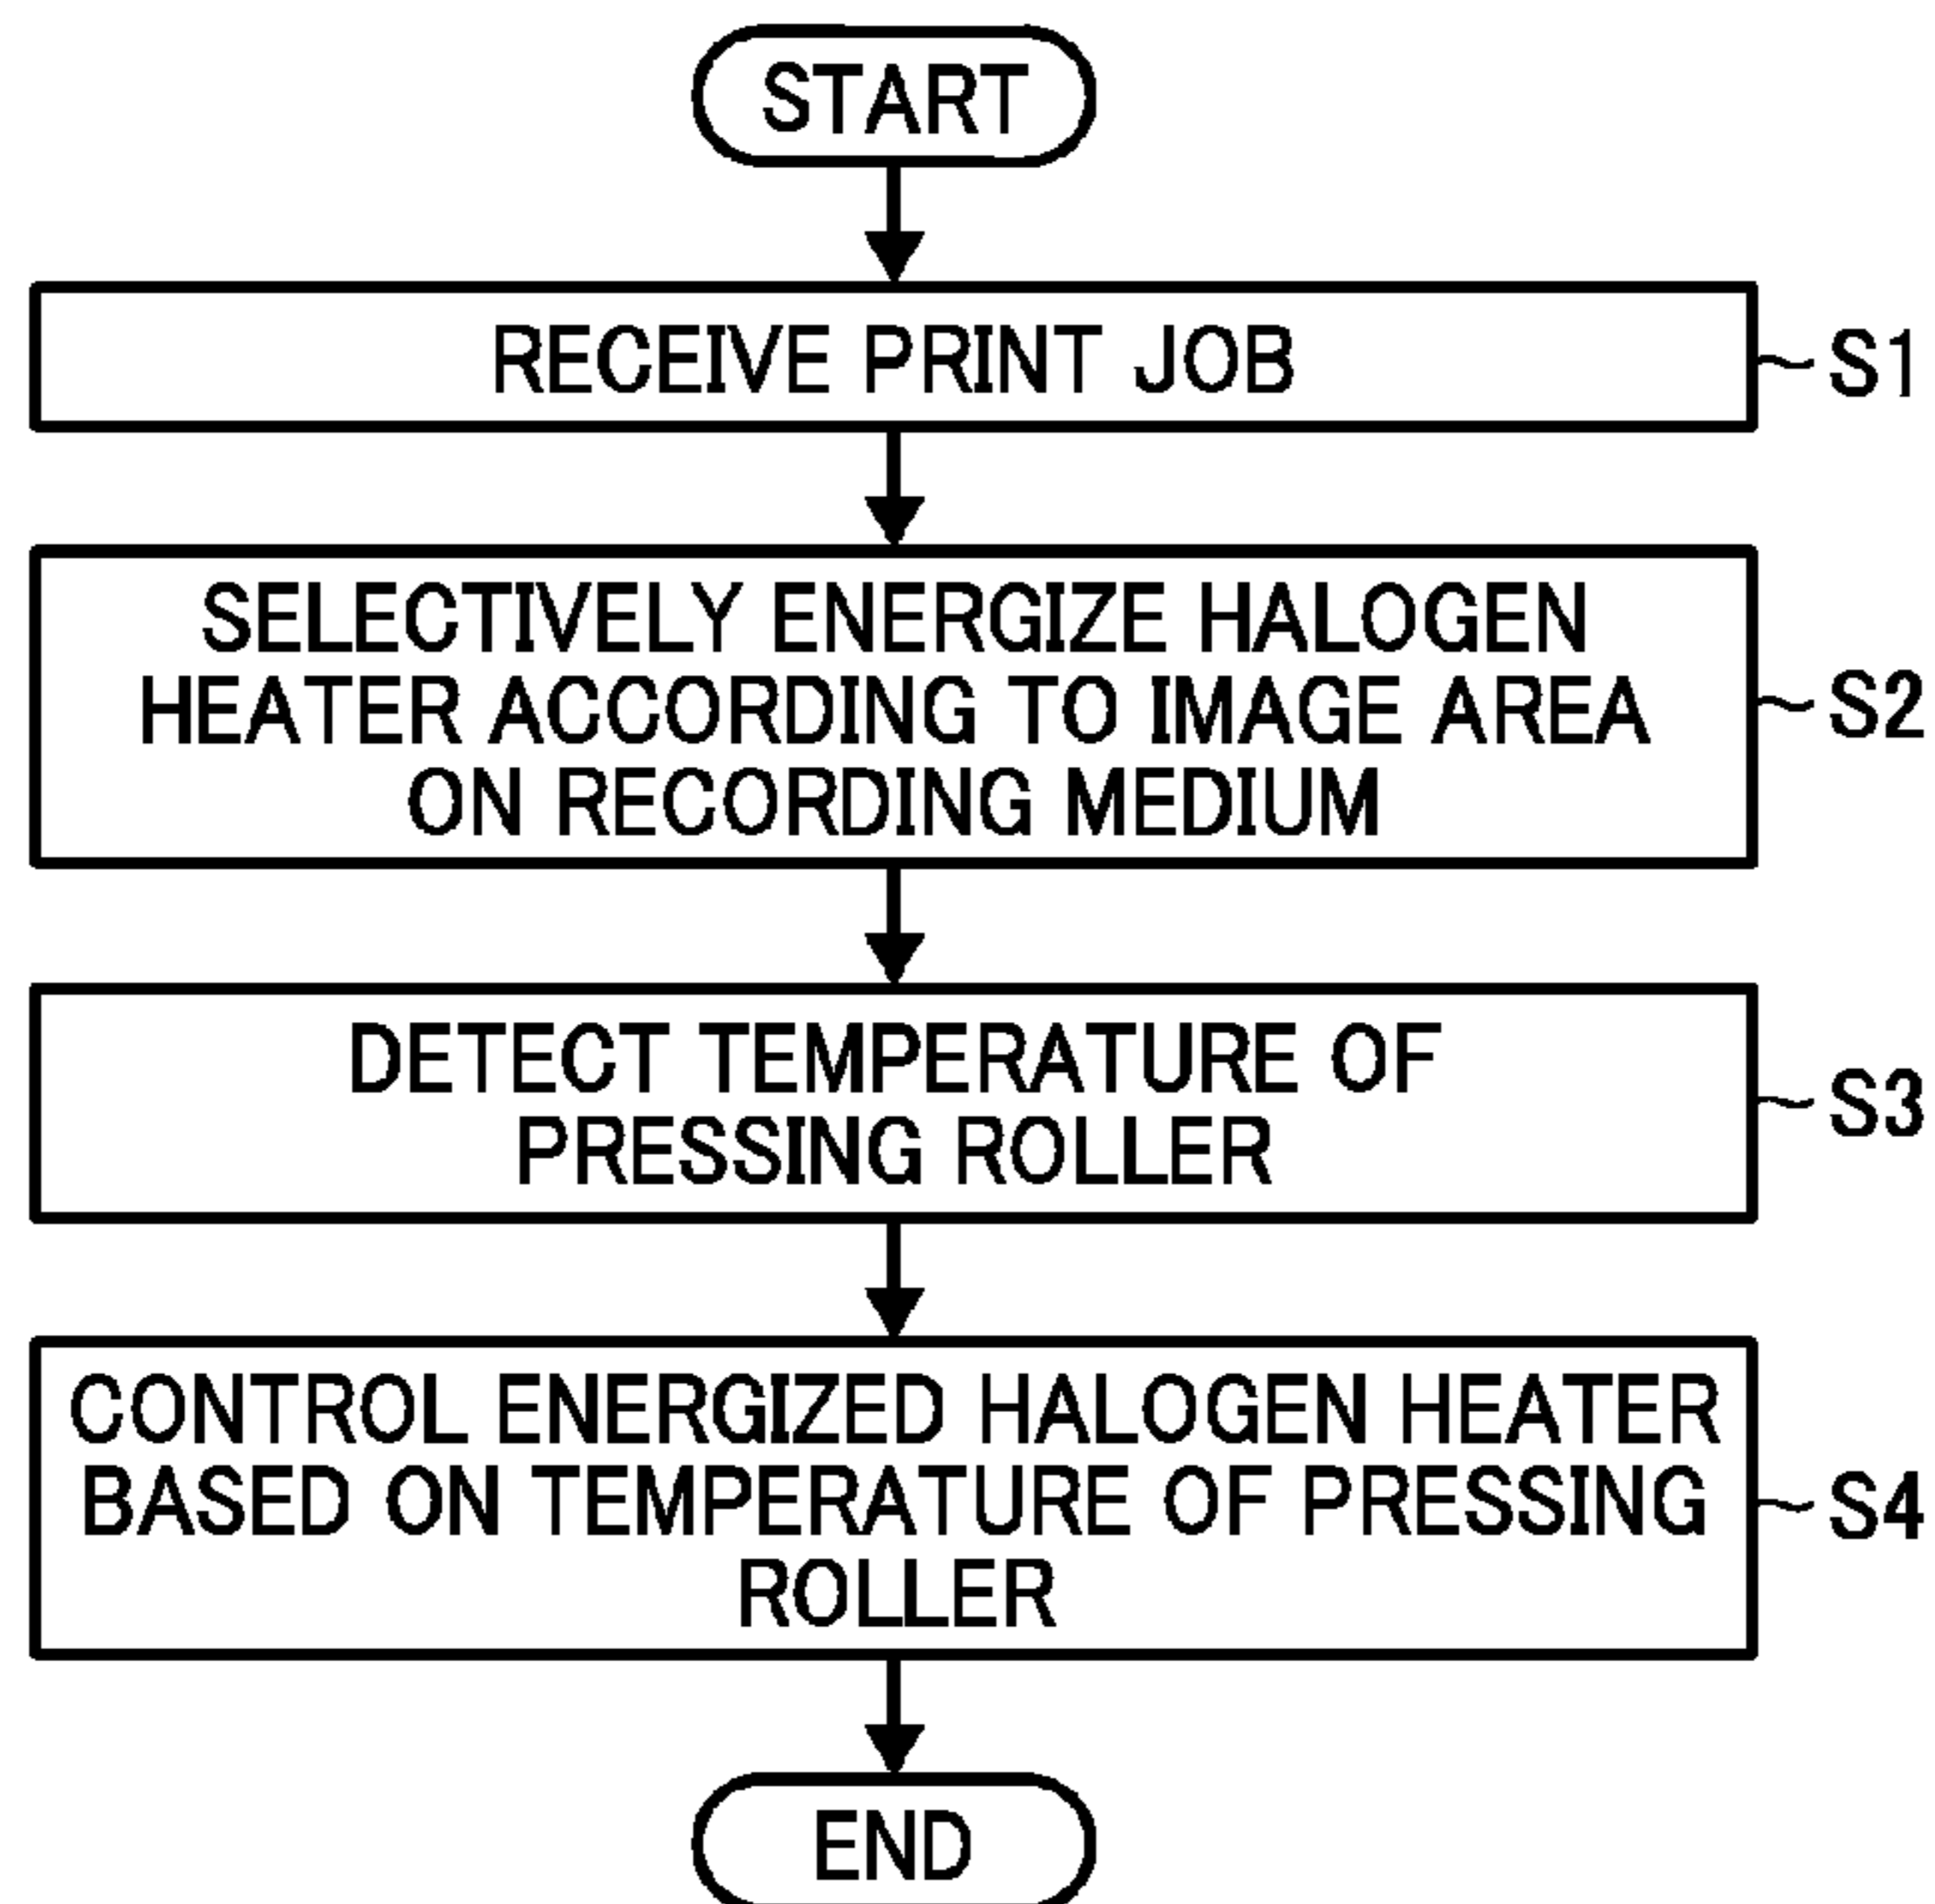 START
RECEIVE PRINT JOB
S1
SELECTIVELY ENERGIZE HALOGEN
HEATER ACCORDING TO IMAGE AREA
ON RECORDING MEDIUM
S2
DETECT TEMPERATURE OF
PRESSING ROLLER
S3
CONTROL ENERGIZED HALOGEN HEATER
BASED ON TEMPERATURE OF PRESSING
ROLLER
S4
END